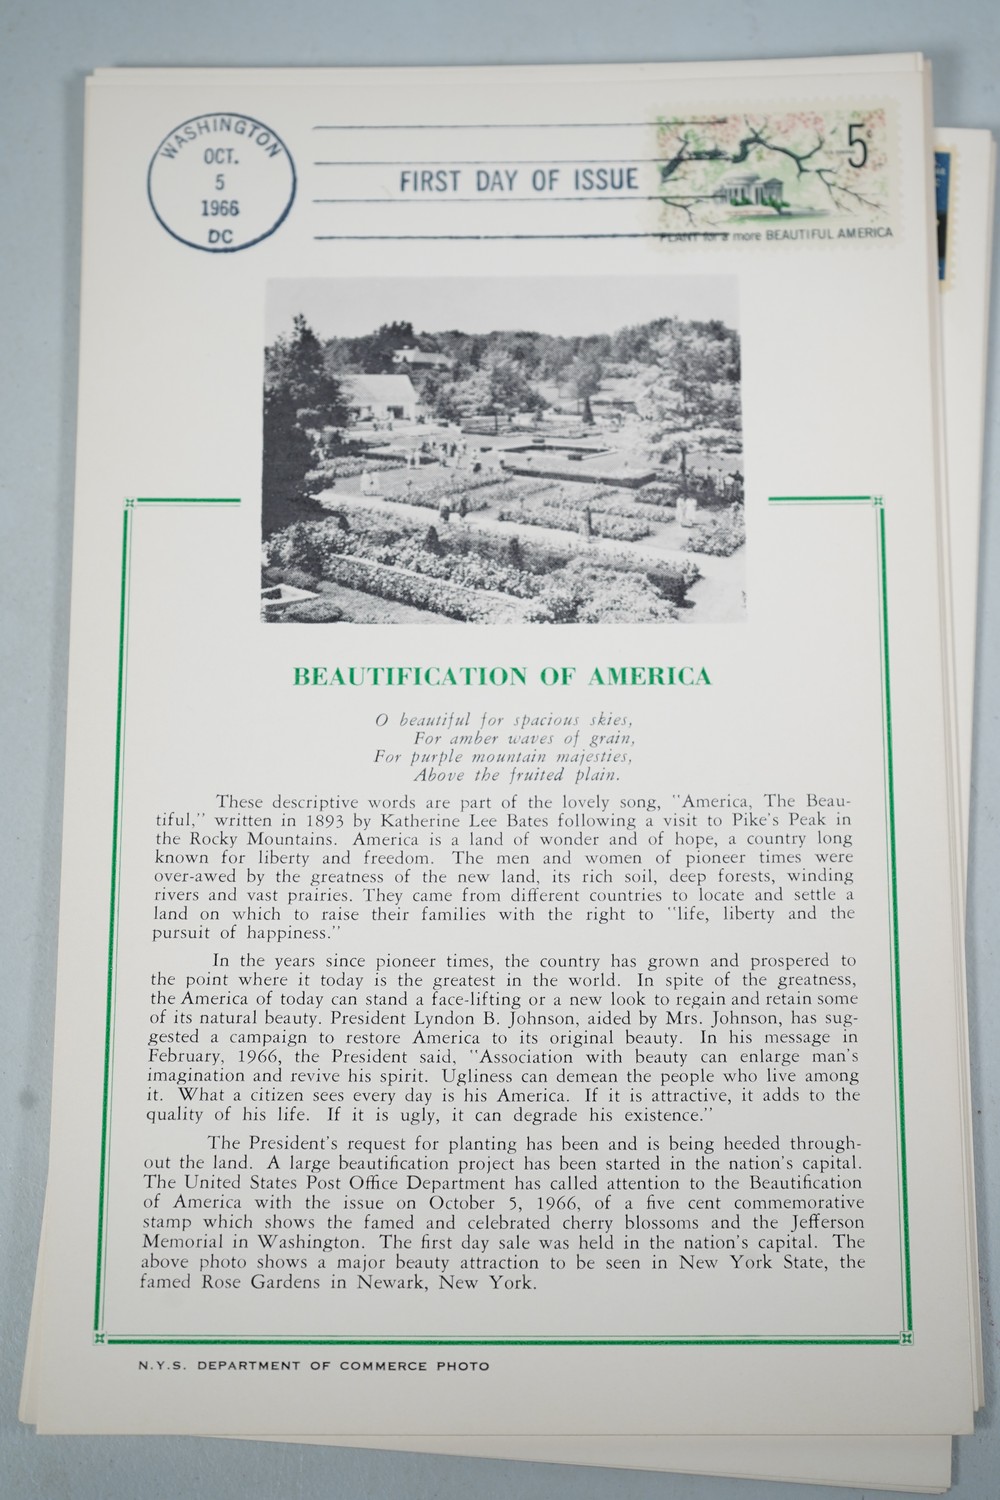 WASHINGTON
OCT.
5
1966
DC
FIRST DAY OF ISSUE
5c
PLANT for a more BEAUTIFUL AMERICA
BEAUTIFICATION OF AMERICA
O beautiful for spacious skies,
For amber waves of grain,
For purple mountain majesties,
Above the fruited plain.
These descriptive words are part of the lovely song, "America, The Beau-
tiful," written in 1893 by Katherine Lee Bates following a visit to Pike's Peak in
the Rocky Mountains. America is a land of wonder and of hope, a country long
known for liberty and freedom. The men and women of pioneer times were
over-awed by the greatness of the new land, its rich soil, deep forests, winding
rivers and vast prairies. They came from different countries to locate and settle a
land on which to raise their families with the right to "life, liberty and the
pursuit of happiness."
In the years since pioneer times, the country has grown and prospered to
the point where it today is the greatest in the world. In spite of the greatness,
the America of today can stand a face-lifting or a new look to regain and retain some
of its natural beauty. President Lyndon B. Johnson, aided by Mrs. Johnson, has sug-
gested a campaign to restore America to its original beauty. In his message in
February, 1966, the President said, "Association with beauty can enlarge man's
imagination and revive his spirit. Ugliness can demean the people who live among
it. What a citizen sees every day is his America. If it is attractive, it adds to the
quality of his life. If it is ugly, it can degrade his existence."
The President's request for planting has been and is being heeded through-
out the land. A large beautification project has been started in the nation's capital.
The United States Post Office Department has called attention to the Beautification
of America with the issue on October 5, 1966, of a five cent commemorative
stamp which shows the famed and celebrated cherry blossoms and the Jefferson
Memorial in Washington. The first day sale was held in the nation's capital. The
above photo shows a major beauty attraction to be seen in New York State, the
famed Rose Gardens in Newark, New York.
N.Y.S. DEPARTMENT OF COMMERCE PHOTO